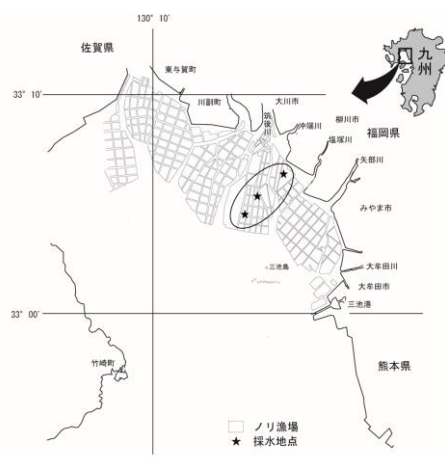 130° 10'
佐賀県
東与賀町
九州
33° 10'
川副町
筑後川
大川市
沖端川
柳川市
塩塚川
福岡県
矢部川
みやま市
三池島
大牟田川
大牟田市
三池港
33° 00'
竹崎町
熊本県
ノリ漁場
採水地点